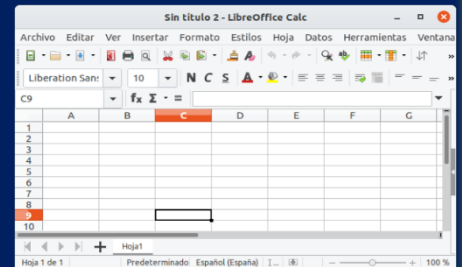 Sin título 2 - LibreOffice Calc
Archivo Editar Ver Insertar Formato Estilos Hoja Datos Herramientas Ventana
Liberation Sans 10 N C S A
C9 fx Σ =
A B C D E F G
1
2
3
4
5
6
7
8
9
10
Hoja1
Hoja 1 de 1 Predeterminado Español (España) 100 %